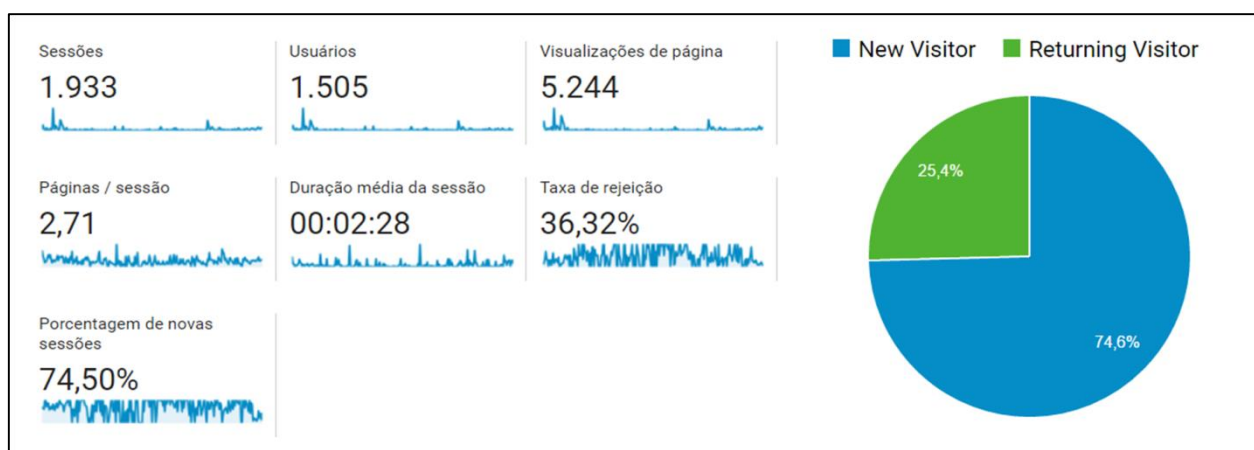 Sessões
1.933
Usuários
1.505
Visualizações de página
5.244
Páginas / sessão
2,71
Duração média da sessão
00:02:28
Taxa de rejeição
36,32%
Porcentagem de novas
sessões
74,50%
New Visitor
Returning Visitor
25,4%
74,6%